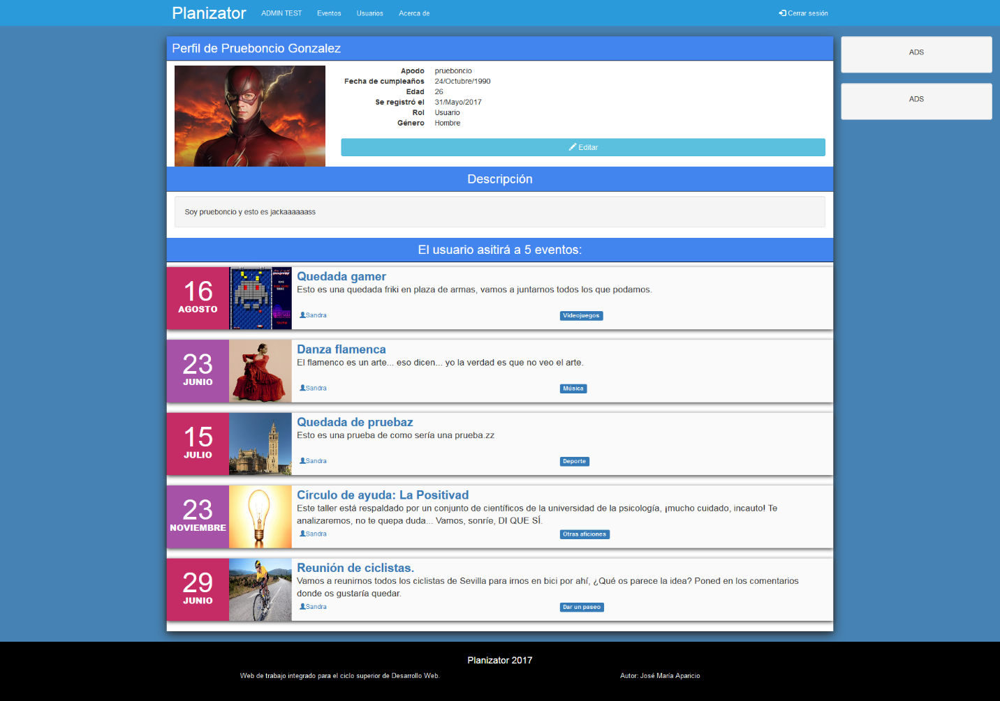 Planizator
ADMIN TEST
Eventos
Usuarios
Acerca de
Cerrar sesión
Perfil de Prueboncio Gonzalez
Apodo prueboncio
Fecha de cumpleaños 24/Octubre/1990
Edad 26
Se registró el 31/Mayo/2017
Rol Usuario
Género Hombre
Editar
ADS
ADS
Descripción
Soy prueboncio y esto es jackaaaaaass
El usuario asitirá a 5 eventos:
16
AGOSTO
Quedada gamer
Esto es una quedada friki en plaza de armas, vamos a juntarnos todos los que podamos.
Sandra
Videojuegos
23
JUNIO
Danza flamenca
El flamenco es un arte... eso dicen... yo la verdad es que no veo el arte.
Sandra
Música
15
JULIO
Quedada de pruebaz
Esto es una prueba de como sería una prueba.zz
Sandra
Deporte
23
NOVIEMBRE
Círculo de ayuda: La Positivad
Este taller está respaldado por un conjunto de científicos de la universidad de la psicología, ¡mucho cuidado, incauto! Te
analizaremos, no te quepa duda... Vamos, sonríe, DI QUE SÍ.
Sandra
Otras aficiones
29
JUNIO
Reunión de ciclistas.
Vamos a reunirnos todos los ciclistas de Sevilla para irnos en bici por ahí, ¿Qué os parece la idea? Poned en los comentarios
donde os gustaría quedar.
Sandra
Dar un paseo
Planizator 2017
Web de trabajo integrado para el ciclo superior de Desarrollo Web.
Autor: José María Aparicio